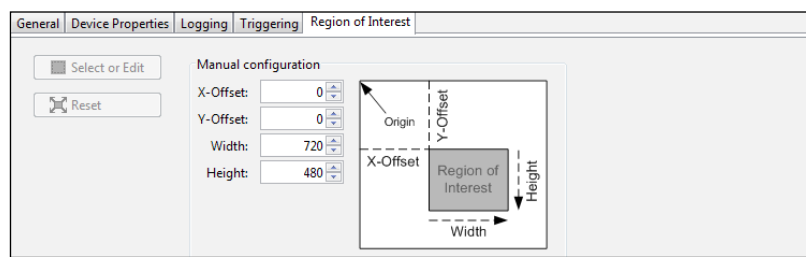 General Device Properties Logging Triggering Region of Interest
Select or Edit
Reset
Manual configuration
X-Offset: 0
Y-Offset: 0
Width: 720
Height: 480
Origin
Y-Offset
X-Offset
Region of
Interest
Height
Width